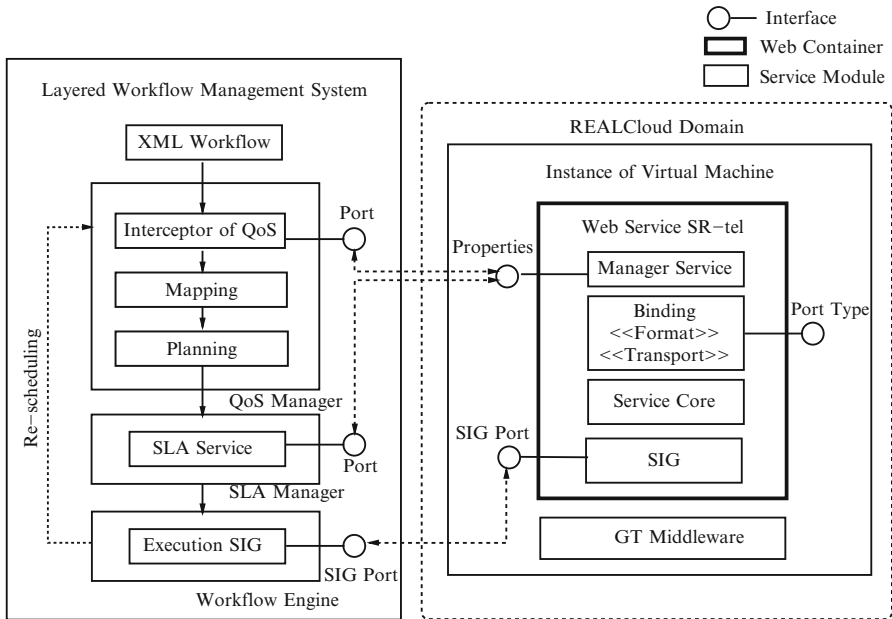 Interface
Web Container
Service Module
Layered Workflow Management System
XML Workflow
Interceptor of QoS
Port
Mapping
Planning
QoS Manager
SLA Service
Port
SLA Manager
Execution SIG
SIG Port
Workflow Engine
Re-scheduling
REALCloud Domain
Instance of Virtual Machine
Web Service SR-tel
Properties
Manager Service
Binding
<<Format>>
<<Transport>>
Port Type
Service Core
SIG Port
SIG
GT Middleware